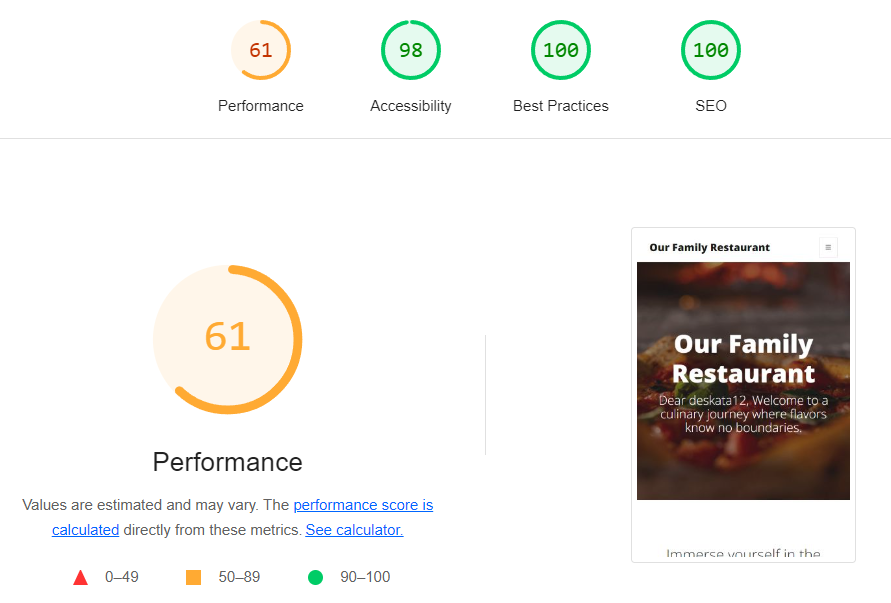 61
98
100
100
Performance
Accessibility
Best Practices
SEO
61
Performance
Values are estimated and may vary. The performance score is
calculated directly from these metrics. See calculator.
0–49
50–89
90–100
Our Family Restaurant
Our Family
Restaurant
Dear deskata12, Welcome to a
culinary journey where flavors
know no boundaries.
Immerse yourself in the